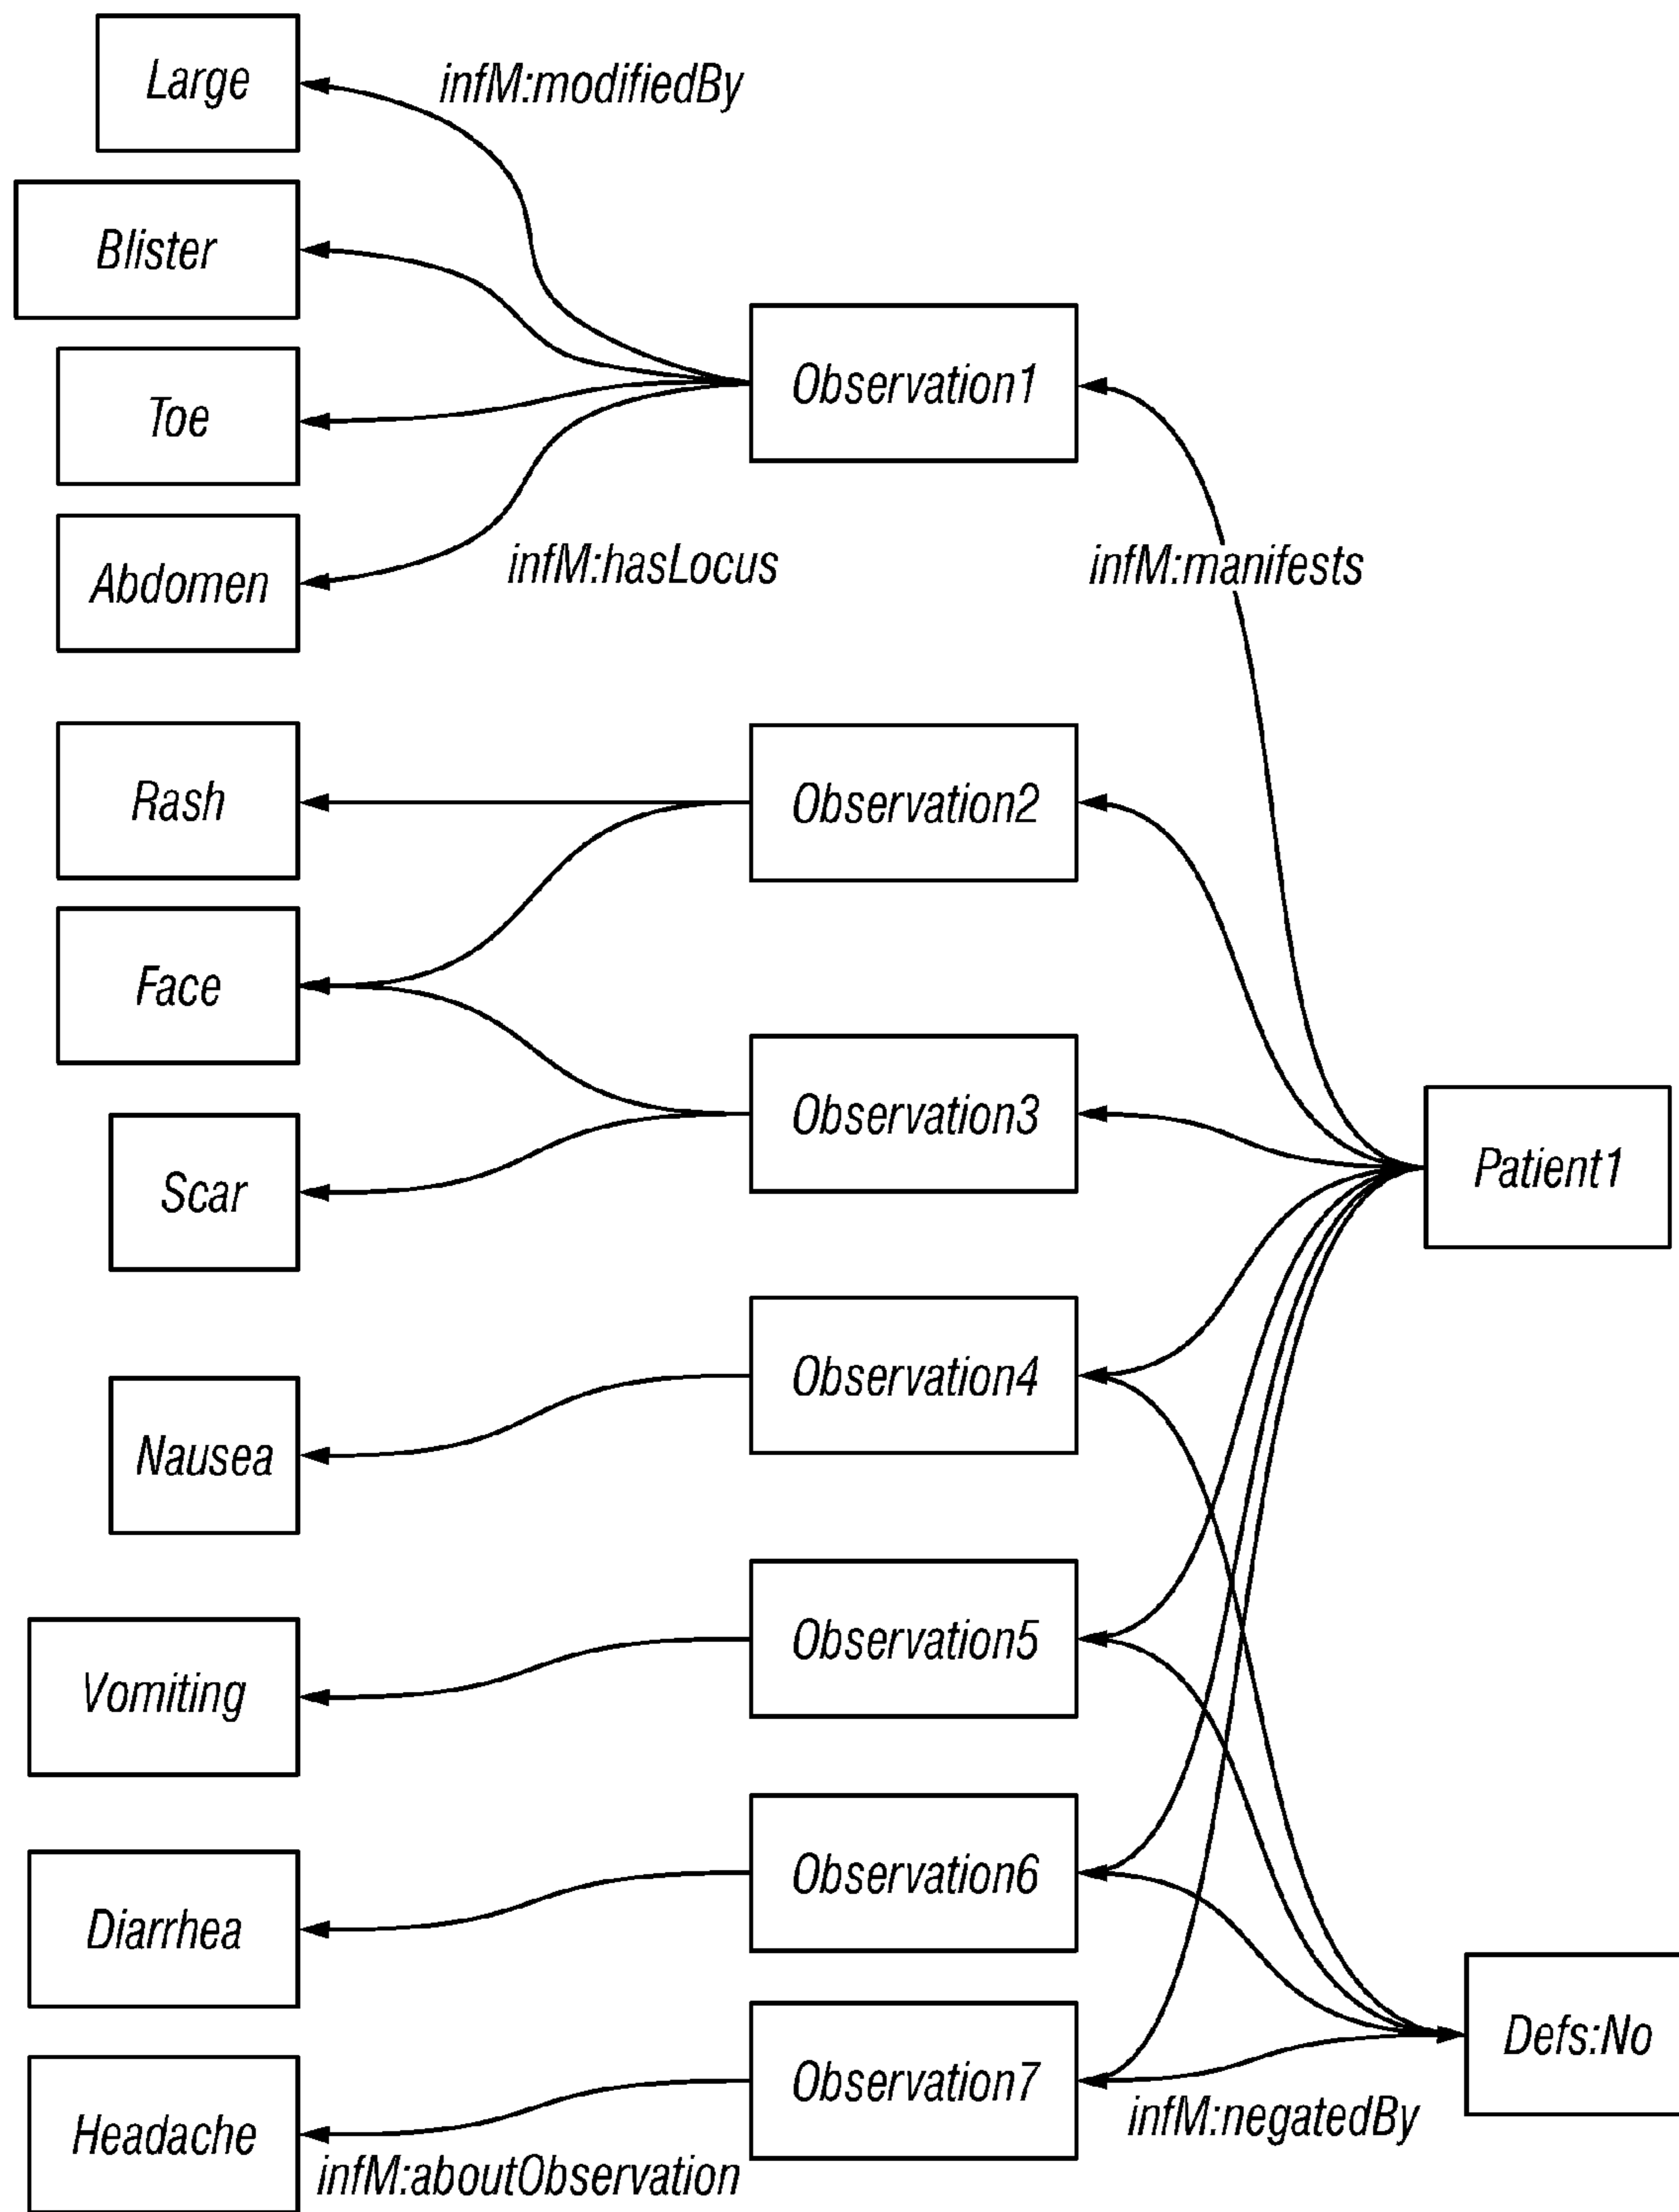 Large
infM:modifiedBy
Blister
Observation1
Toe
Abdomen
infM:hasLocus
infM:manifests
Rash
Observation2
Face
Observation3
Scar
Patient1
Observation4
Nausea
Observation5
Vomiting
Observation6
Diarrhea
Defs:No
Observation7
infM:negatedBy
Headache
infM:aboutObservation